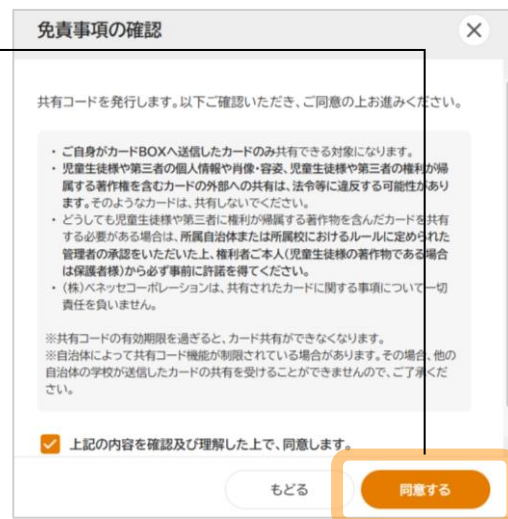 免責事項の確認
共有コードを発行します。以下ご確認いただき、ご同意の上お進みください。
・ ご自身がカードBOXへ送信したカードのみ共有できる対象になります。
・ 児童生徒様や第三者の個人情報や肖像・容姿、児童生徒様や第三者の権利が帰
属する著作権を含むカードの外部への共有は、法令等に違反する可能性があり
ます。そのようなカードは、共有しないでください。
・ どうしても児童生徒様や第三者に権利が帰属する著作物を含んだカードを共有
する必要がある場合は、所属自治体または所属校におけるルールに定められた
管理者の承認をいただいた上、権利者ご本人(児童生徒様の著作物である場合
は保護者様)から必ず事前に許諾を得てください。
・ (株)ベネッセコーポレーションは、共有されたカードに関する事項について一切
責任を負いません。
※共有コードの有効期限を過ぎると、カード共有ができなくなります。
※自治体によって共有コード機能が制限されている場合があります。その場合、他の
自治体の学校が送信したカードの共有を受けることができませんので、ご了承くだ
さい。
上記の内容を確認及び理解した上で、同意します。
もどる
同意する